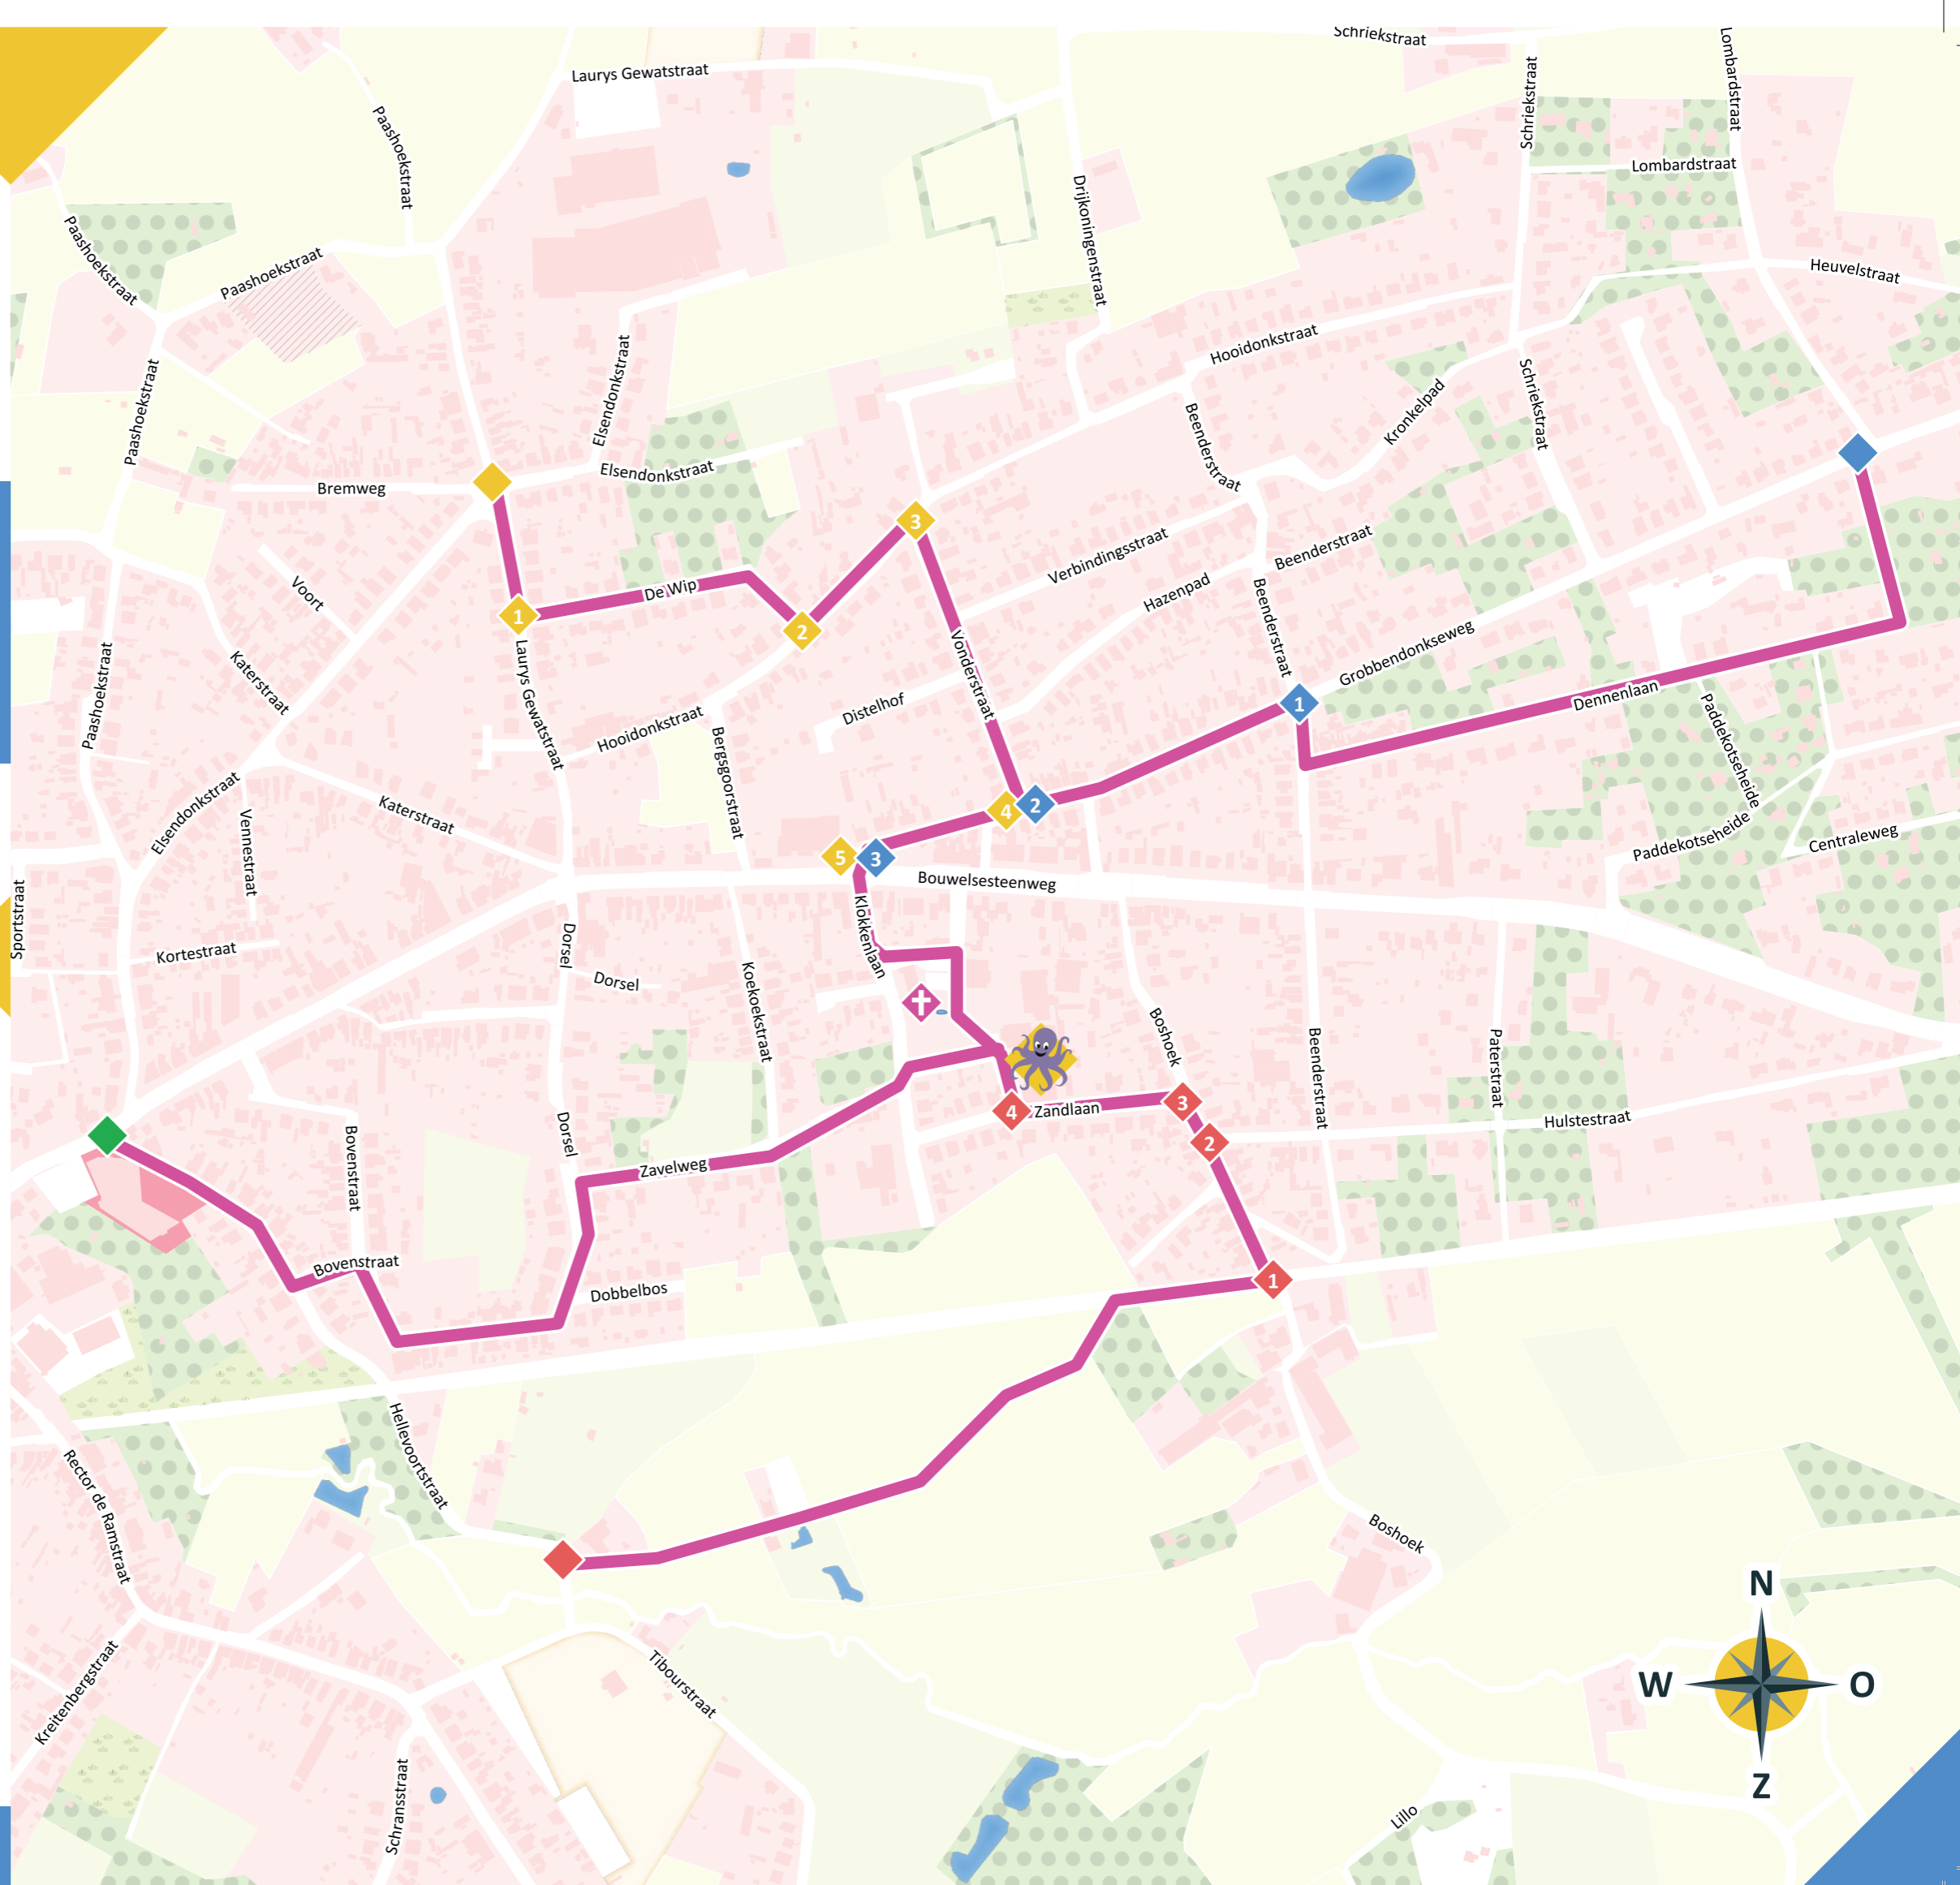 Schriekstraat
Lombardstraat
Laurys Gewatstraat
Schriekstraat
Paashoekstraat
Lombardstraat
Drijkoningenstraat
Paashoekstraat
Paashoekstraat
Heuvelstraat
Hooidonkstraat
Elsendonkstraat
Paashoekstraat
Schriekstraat
Kronkelpad
Beenderstraat
Elsendonkstraat
Bremweg
3
Verbindingsstraat
Beenderstraat
De Wip
Voort
Hazenpad
1
2
Beenderstraat
Grobbendonkseweg
Vonderstraat
Katerstraat
Paashoekstraat
Laurys Gewatstraat
Dennenlaan
1
Distelhof
Hooidonkstraat
Paddekotseheide
Bergsgoorstraat
Elsendonkstraat
Katerstraat
4
2
Vennestraat
Paddekotseheide
Centraleweg
5
3
Bouwelsesteenweg
Sportstraat
Klokkenlaan
Dorsel
Kortestraat
Dorsel
Koekoekstraat
Boshoek
Beenderstraat
Paterstraat
4
Zandlaan
3
Hulstestraat
Dorsel
2
Bovenstraat
Zavelweg
Bovenstraat
1
Dobbelbos
Hellevoortstraat
Rector de Ramstraat
Boshoek
N
Kreitenbergstraat
Tibourstraat
W
O
Z
Schransstraat
Lillo